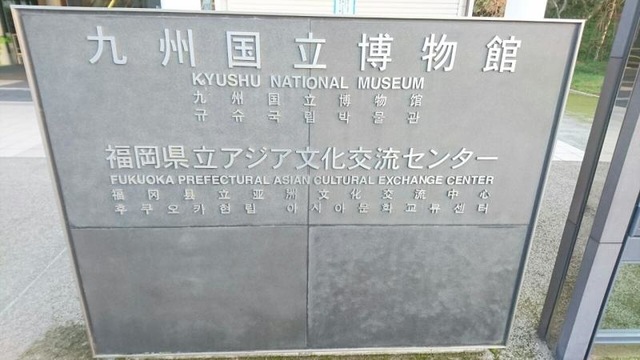 九州国立博物館
KYUSHU NATIONAL MUSEUM
九州国立博物馆
규슈국립박물관
福岡県立アジア文化交流センター
FUKUOKA PREFECTURAL ASIAN CULTURAL EXCHANGE CENTER
福冈县立亚洲文化交流中心
후쿠오카현립 아시아문화교류센터